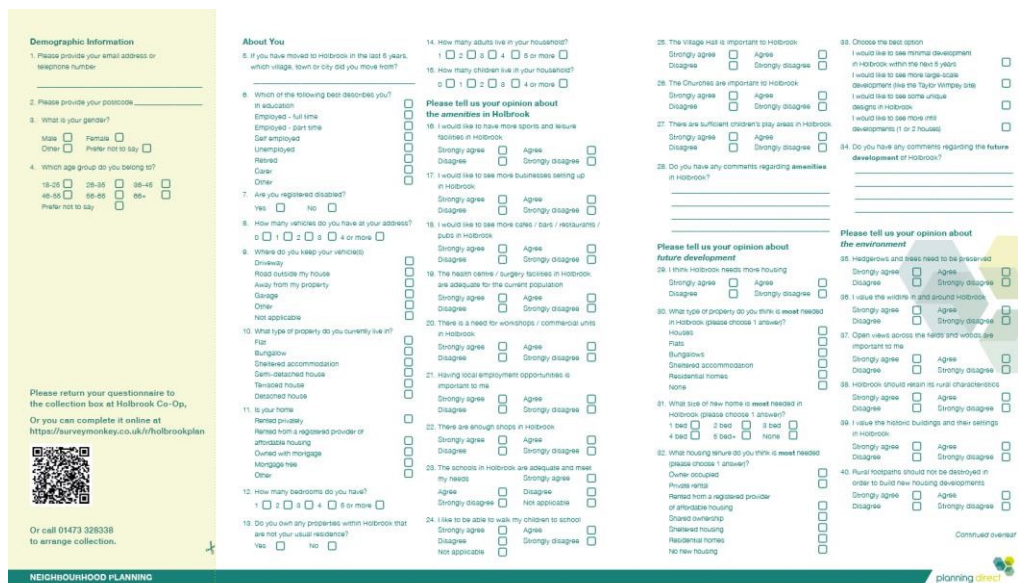 Demographic Information
1. Please provide your email address or
telephone number
2. Please provide your postcode
3. What is your gender?
Male Female
Other Prefer not to say
4. Which age group do you belong to?
18-25 26-35 36-45
46-55 56-65 66+
Prefer not to say
Please return your questionnaire to
the collection box at Holbrook Co-Op,
Or you can complete it online at
https://surveymonkey.co.uk/r/holbrookplan
Or call 01473 328338
to arrange collection.
About You
5. If you have moved to Holbrook in the last 5 years,
which village, town or city did you move from?
6. Which of the following best describes you?
In education
Employed - full time
Employed - part time
Self employed
Unemployed
Retired
Carer
Other
7. Are you registered disabled?
Yes No
8. How many vehicles do you have at your address?
0 1 2 3 4 or more
9. Where do you keep your vehicle(s)
Driveway
Road outside my house
Away from my property
Garage
Other
Not applicable
10. What type of property do you currently live in?
Flat
Bungalow
Sheltered accommodation
Semi-detached house
Terraced house
Detached house
11. Is your home
Rented privately
Rented from a registered provider of
affordable housing
Owned with mortgage
Mortgage free
Other
12. How many bedrooms do you have?
1 2 3 4 5 or more
13. Do you own any properties within Holbrook that
are not your usual residence?
Yes No
14. How many adults live in your household?
1 2 3 4 5 or more
15. How many children live in your household?
0 1 2 3 4 or more
Please tell us your opinion about
the amenities in Holbrook
16. I would like to have more sports and leisure
facilities in Holbrook
Strongly agree Agree
Disagree Strongly disagree
17. I would like to see more businesses setting up
in Holbrook
Strongly agree Agree
Disagree Strongly disagree
18. I would like to see more cafes / bars / restaurants /
pubs in Holbrook
Strongly agree Agree
Disagree Strongly disagree
19. The health centre / surgery facilities in Holbrook
are adequate for the current population
Strongly agree Agree
Disagree Strongly disagree
20. There is a need for workshops / commercial units
in Holbrook
Strongly agree Agree
Disagree Strongly disagree
21. Having local employment opportunities is
important to me
Strongly agree Agree
Disagree Strongly disagree
22. There are enough shops in Holbrook
Strongly agree Agree
Disagree Strongly disagree
23. The schools in Holbrook are adequate and meet
my needs Strongly agree
Agree Disagree
Strongly disagree Not applicable
24. I like to be able to walk my children to school
Strongly agree Agree
Disagree Strongly disagree
Not applicable
25. The Village Hall is important to Holbrook
Strongly agree Agree
Disagree Strongly disagree
26. The Churches are important to Holbrook
Strongly agree Agree
Disagree Strongly disagree
27. There are sufficient children's play areas in Holbrook
Strongly agree Agree
Disagree Strongly disagree
28. Do you have any comments regarding amenities
in Holbrook?
Please tell us your opinion about
future development
29. I think Holbrook needs more housing
Strongly agree Agree
Disagree Strongly disagree
30. What type of property do you think is most needed
in Holbrook (please choose 1 answer)?
Houses
Flats
Bungalows
Sheltered accommodation
Residential homes
None
31. What size of new home is most needed in
Holbrook (please choose 1 answer)?
1 bed 2 bed 3 bed
4 bed 5 bed+ None
32. What housing tenure do you think is most needed
(please choose 1 answer)?
Owner occupied
Private rental
Rented from a registered provider
of affordable housing
Shared ownership
Sheltered housing
Residential homes
No new housing
33. Choose the best option
I would like to see minimal development
in Holbrook within the next 5 years
I would like to see more large-scale
development (like the Taylor Wimpey site)
I would like to see some unique
designs in Holbrook
I would like to see more infill
developments (1 or 2 houses)
34. Do you have any comments regarding the future
development of Holbrook?
Please tell us your opinion about
the environment
35. Hedgerows and trees need to be preserved
Strongly agree Agree
Disagree Strongly disagree
36. I value the wildlife in and around Holbrook
Strongly agree Agree
Disagree Strongly disagree
37. Open views across the fields and woods are
important to me
Strongly agree Agree
Disagree Strongly disagree
38. Holbrook should retain its rural characteristics
Strongly agree Agree
Disagree Strongly disagree
39. I value the historic buildings and their settings
in Holbrook
Strongly agree Agree
Disagree Strongly disagree
40. Rural footpaths should not be destroyed in
order to build new housing developments
Strongly agree Agree
Disagree Strongly disagree
Continued overleaf
NEIGHBOURHOOD PLANNING
planning direct